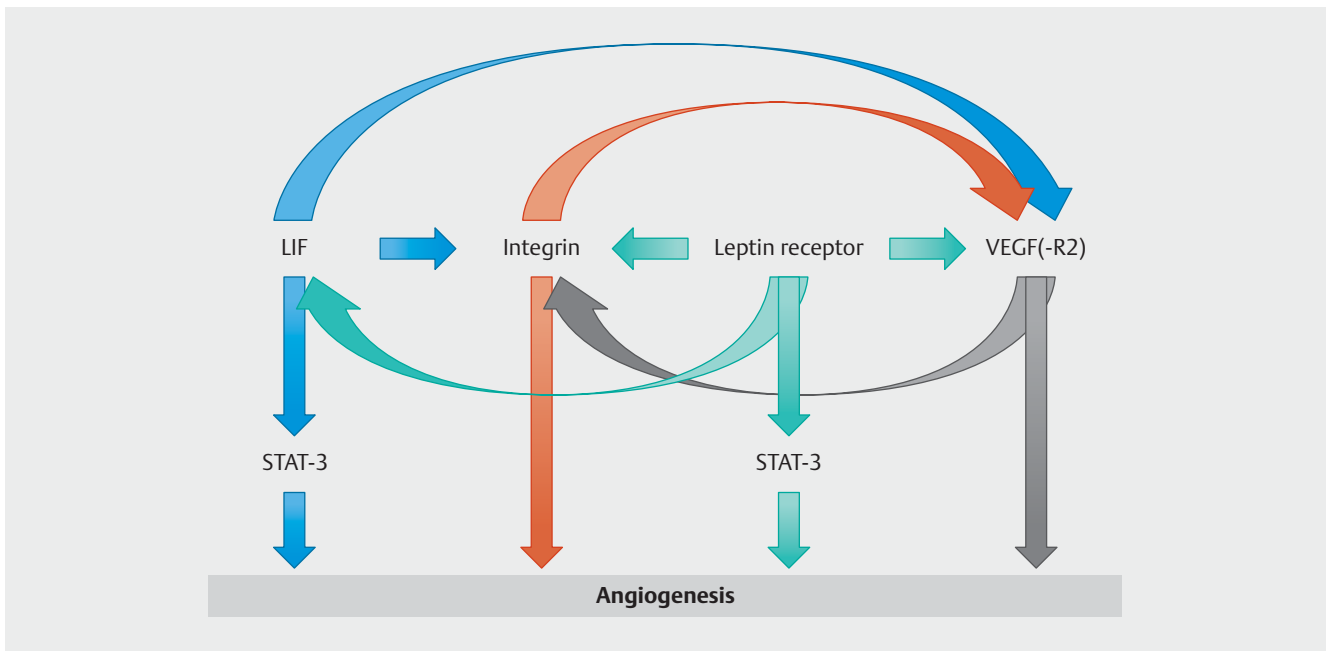 LIF
Integrin
Leptin receptor
VEGF(-R2)
STAT-3
STAT-3
Angiogenesis